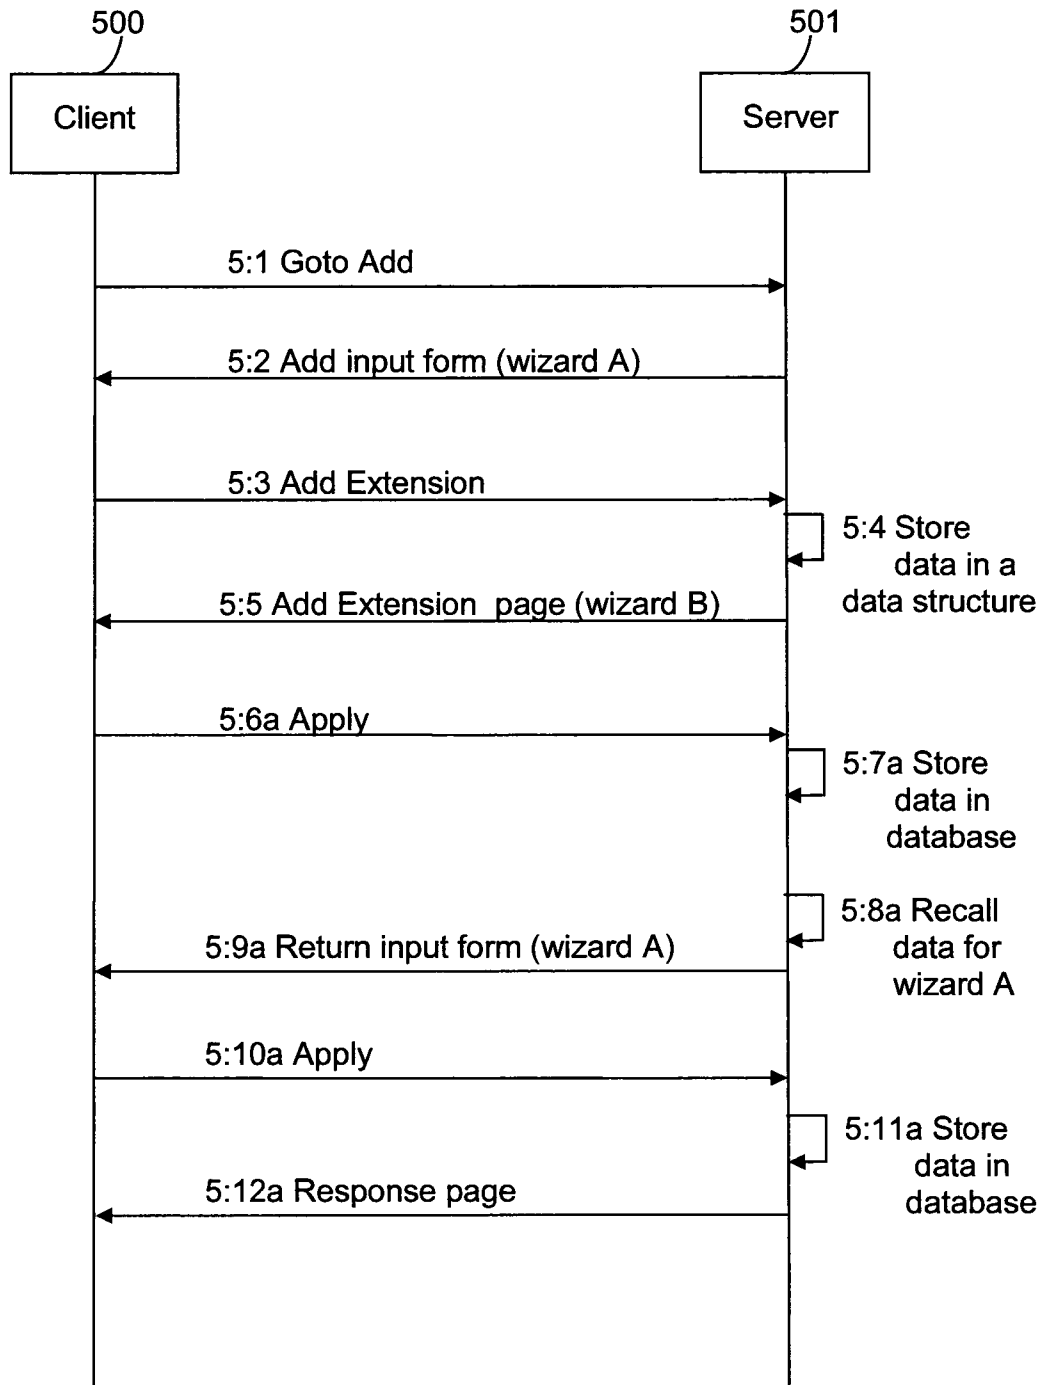 500
501
Client
Server
5:1 Goto Add
5:2 Add input form (wizard A)
5:3 Add Extension
5:4 Store
data in a
data structure
5:5 Add Extension page (wizard B)
5:6a Apply
5:7a Store
data in
database
5:8a Recall
data for
wizard A
5:9a Return input form (wizard A)
5:10a Apply
5:11a Store
data in
database
5:12a Response page